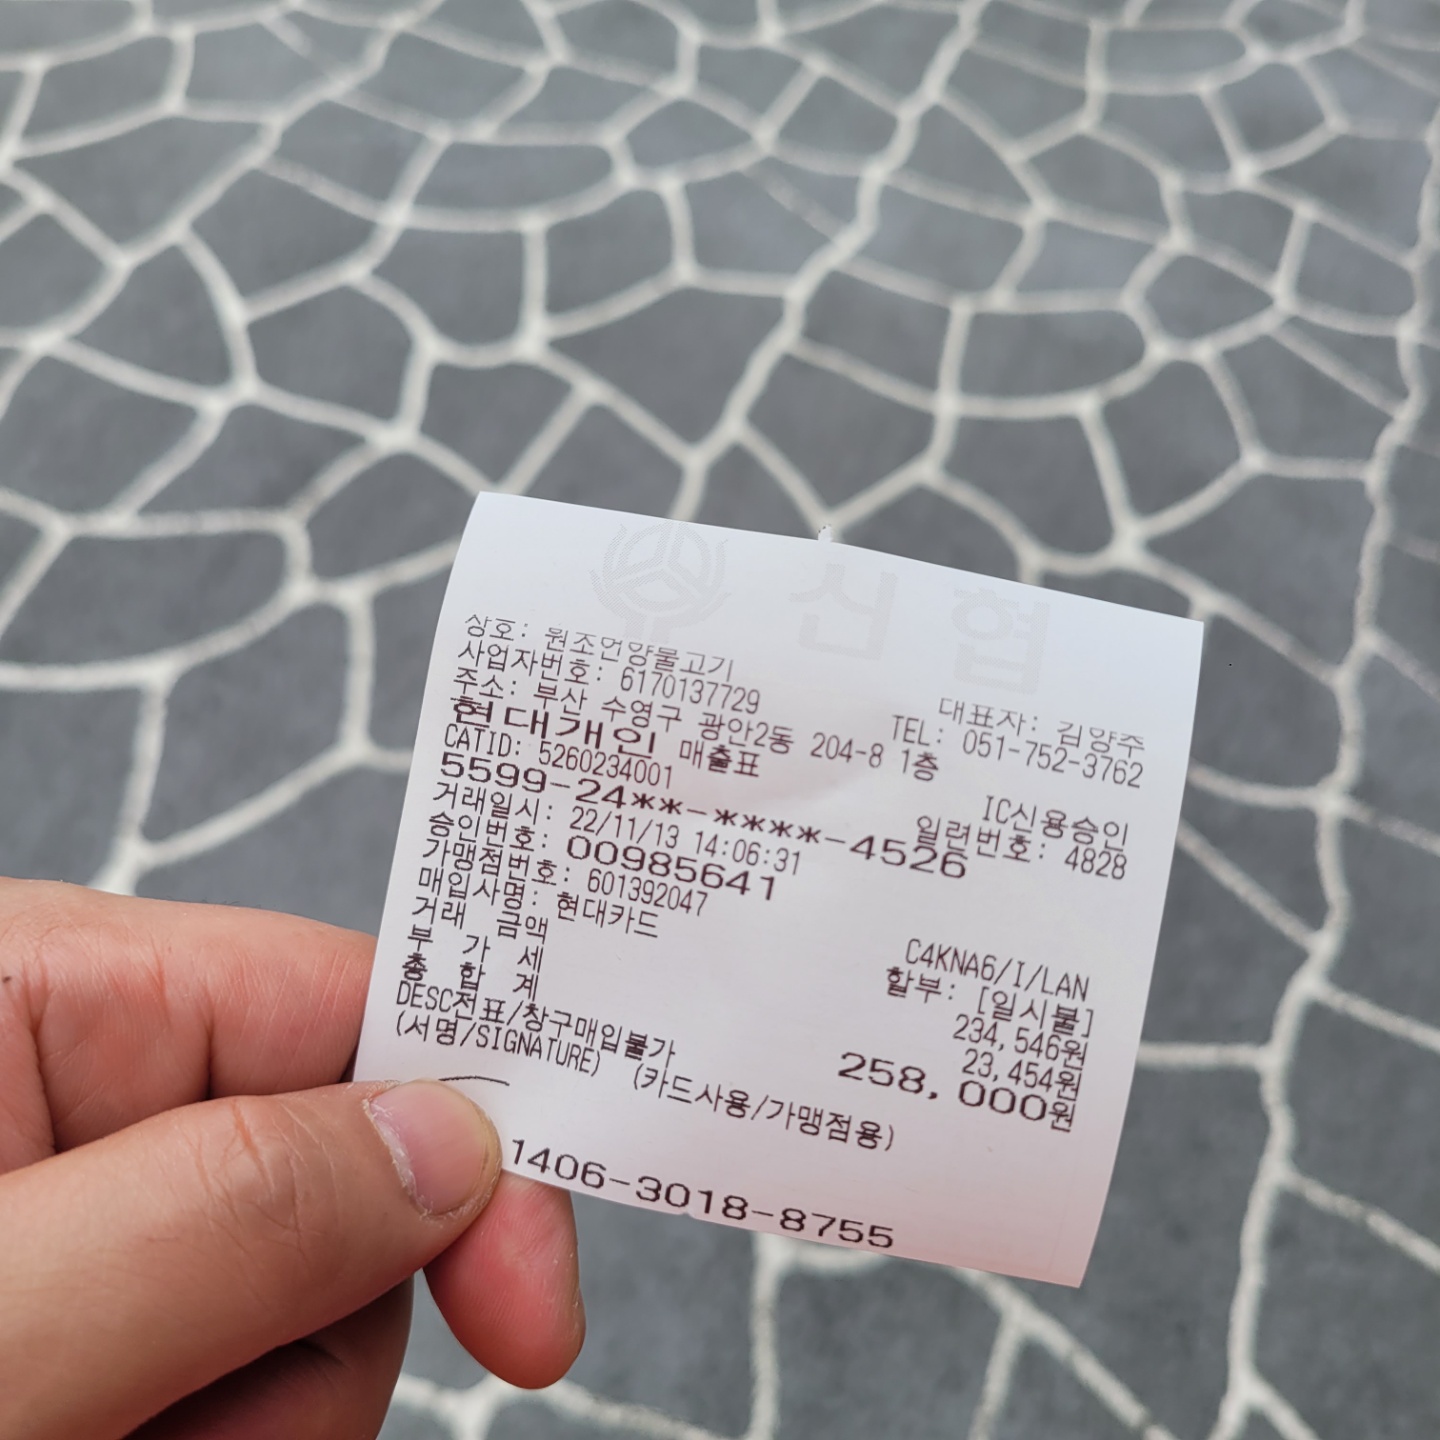 신협
상호: 원조언양물고기
사업자번호: 6170137729 대표자: 김양주
주소: 부산 수영구 광안2동 204-8 1층 TEL: 051-752-3762
현대개인 매출표
CATID: 5260234001 IC신용승인
5599-24**-****-4526 일련번호: 4828
거래일시: 22/11/13 14:06:31
승인번호: 00985641
가맹점번호: 601392047
매입사명: 현대카드 C4KNA6/I/LAN
할부: [일시불]
거래 금액 234,546원
부 가 세 23,454원
총 합 계 258,000원
DESC전표/창구매입불가
(서명/SIGNATURE) (카드사용/가맹점용)
1406-3018-8755